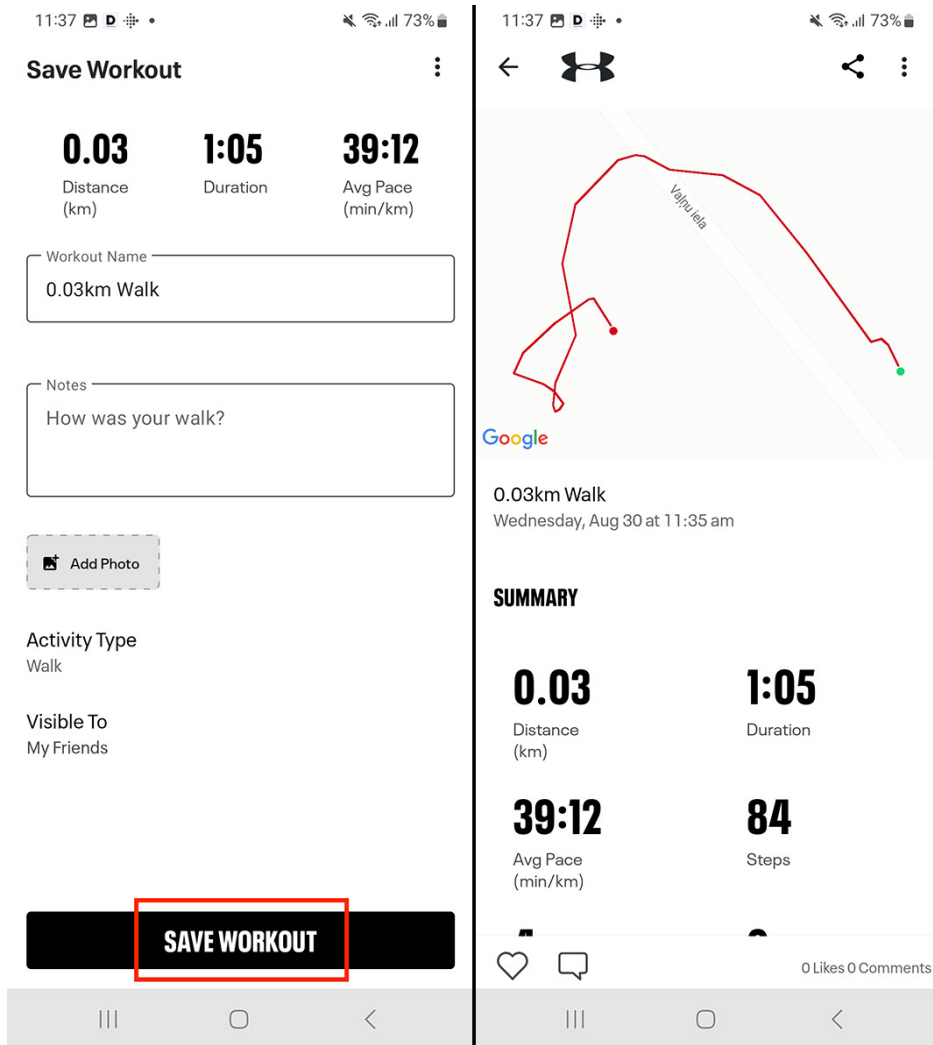 11:37 D • 73%
Save Workout
0.03 1:05 39:12
Distance Duration Avg Pace
(km) (min/km)
Workout Name
0.03km Walk
Notes
How was your walk?
Add Photo
Activity Type
Walk
Visible To
My Friends
SAVE WORKOUT
11:37 D • 73%
Vaļņu iela
Google
0.03km Walk
Wednesday, Aug 30 at 11:35 am
SUMMARY
0.03 1:05
Distance Duration
(km)
39:12 84
Avg Pace Steps
(min/km)
0 Likes 0 Comments